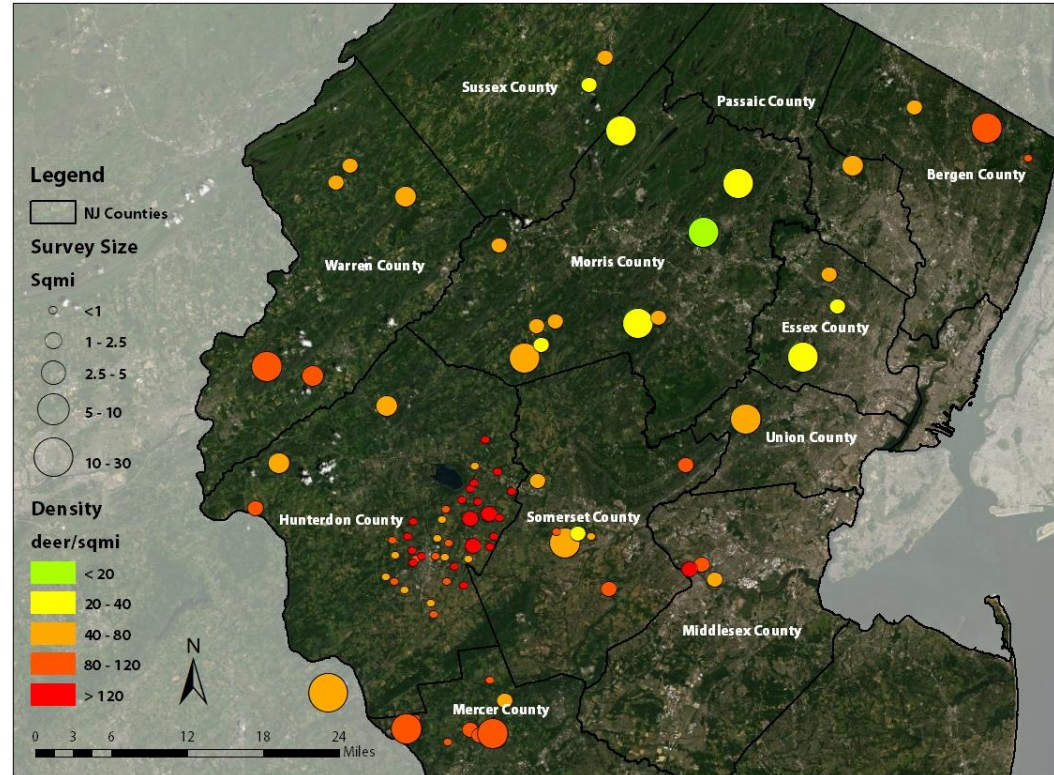 Sussex County
Passaic County
Bergen County
Warren County
Morris County
Essex County
Union County
Hunterdon County
Somerset County
Middlesex County
Mercer County
Legend
NJ Counties
Survey Size
Sqmi
<1
1 - 2.5
2.5 - 5
5 - 10
10 - 30
Density
deer/sqmi
< 20
20 - 40
40 - 80
80 - 120
> 120
N
0 3 6 12 18 24
Miles